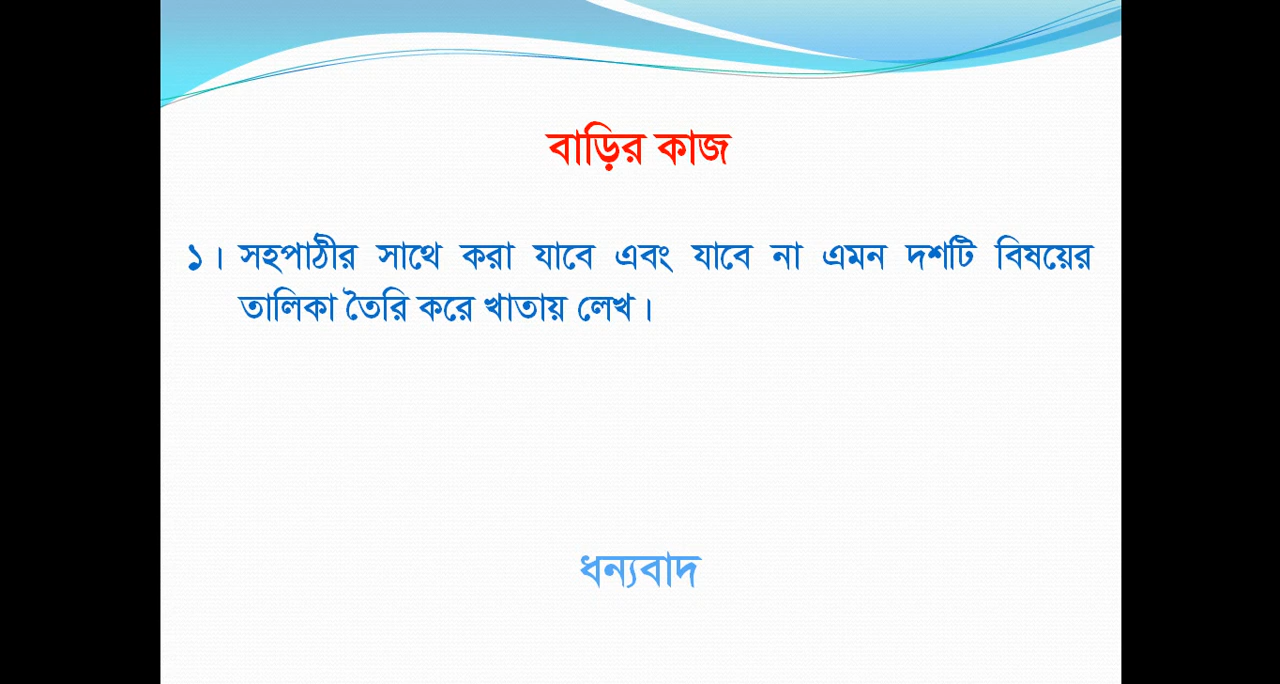 বাড়ির কাজ
১। সহপাঠীর সাথে করা যাবে এবং যাবে না এমন দশটি বিষয়ের
তালিকা তৈরি করে খাতায় লেখ।
ধন্যবাদ